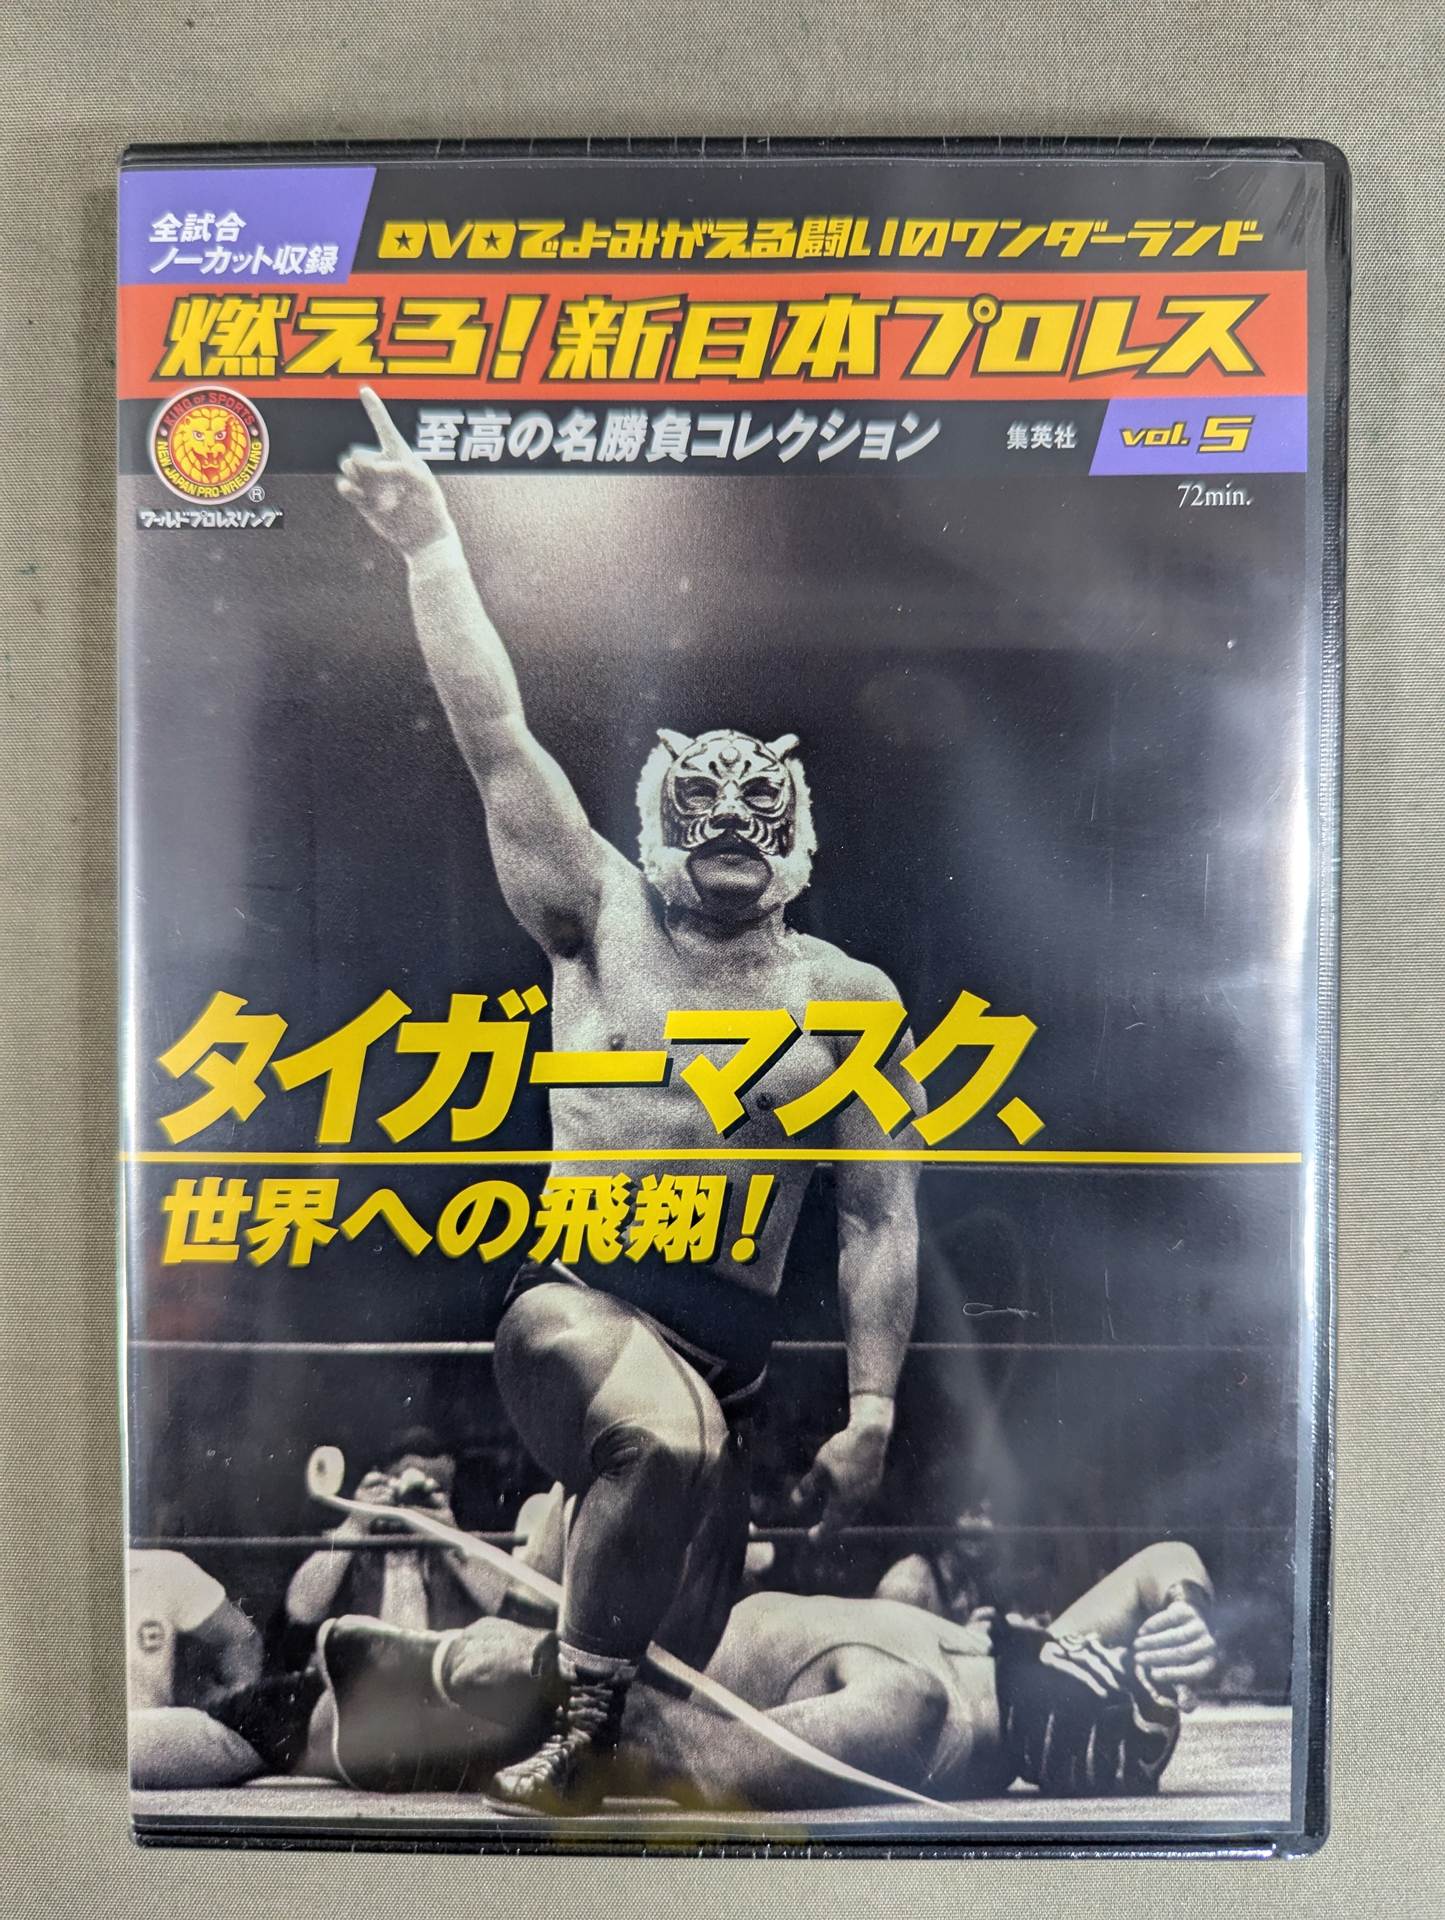 全試合
ノーカット収録
DVDでよみがえる闘いのワンダーランド
燃えろ!新日本プロレス
KING OF SPORTS
NEW JAPAN PRO-WRESTLING
®
ワールドプロレスリング
至高の名勝負コレクション
集英社
vol.5
72min.
タイガーマスク、
世界への飛翔!